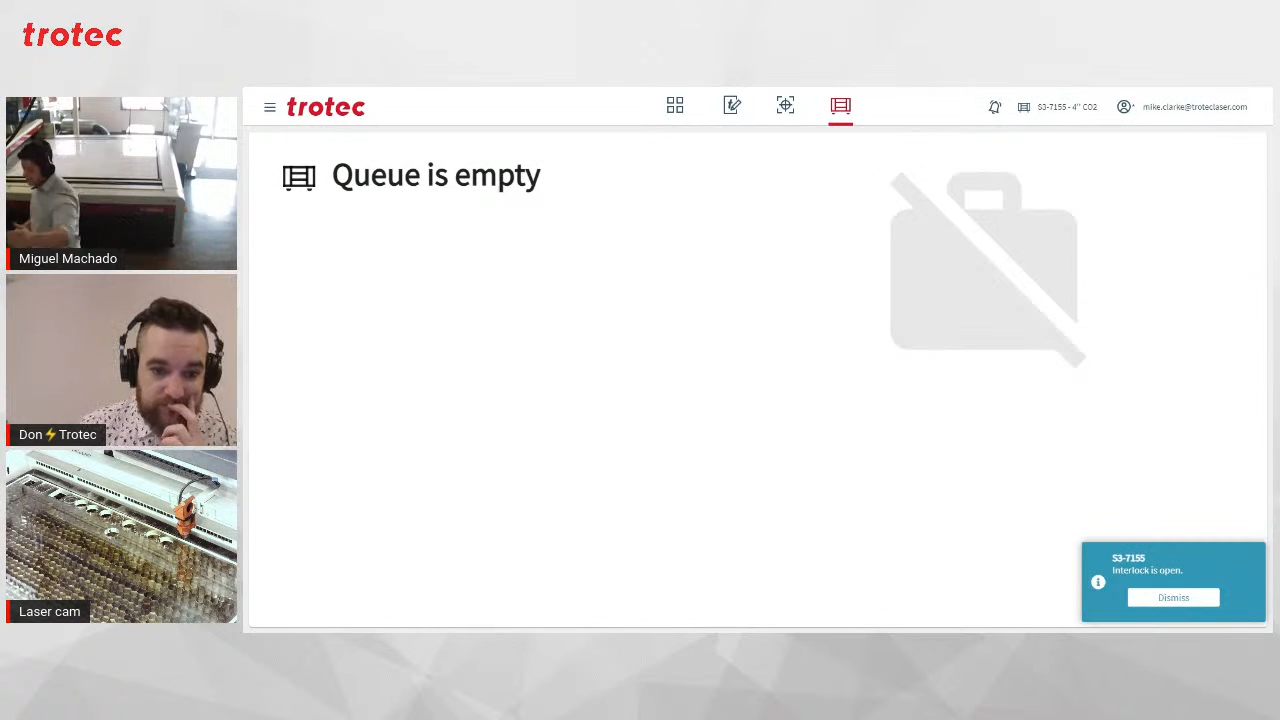 trotec
trotec
S3-7155 - 4" CO2
mike.clarke@troteclaser.com
Queue is empty
Miguel Machado
Don⚡Trotec
Laser cam
S3-7155
Interlock is open.
Dismiss